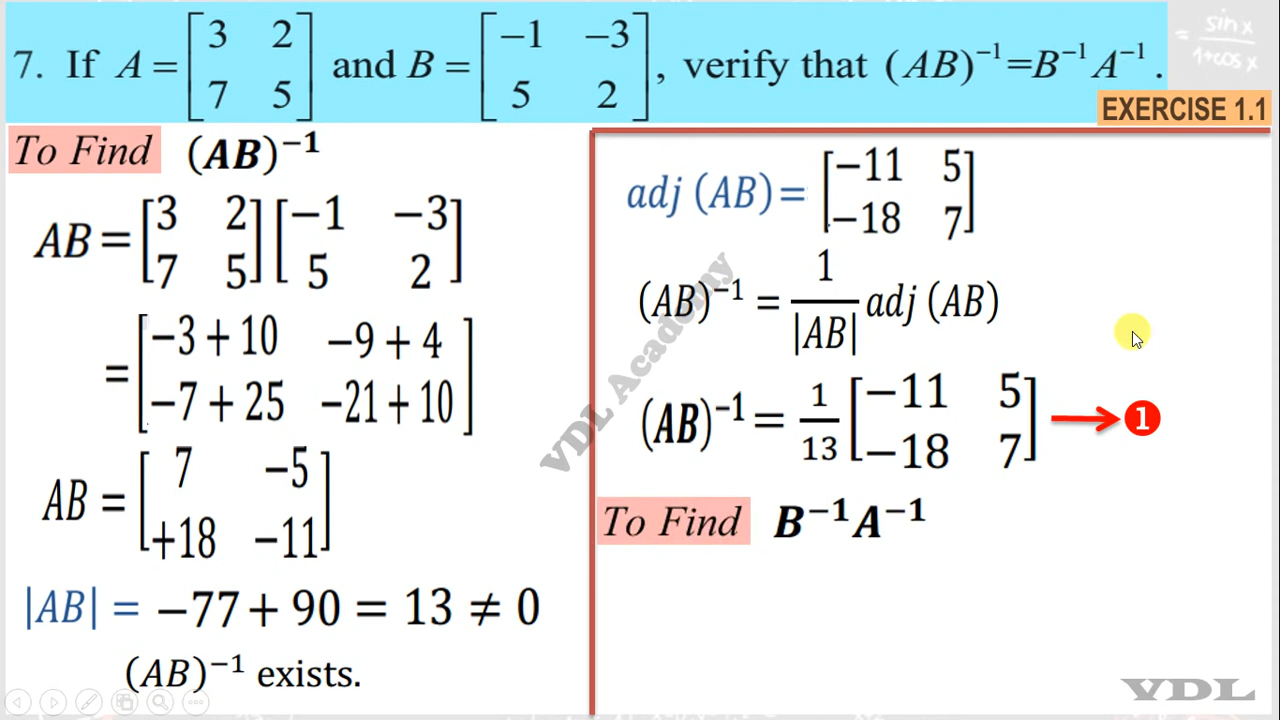 7. If A = [3 2; 7 5] and B = [−1 −3; 5 2], verify that (AB)⁻¹=B⁻¹ A⁻¹.
= sin x / 1+cos x
EXERCISE 1.1
To Find (AB)⁻¹
AB = [3 2; 7 5] [−1 −3; 5 2]
= [−3 + 10 −9 + 4; −7 + 25 −21 + 10]
AB = [7 −5; +18 −11]
|AB| = −77 + 90 = 13 ≠ 0
(AB)⁻¹ exists.
adj (AB) = [−11 5; −18 7]
(AB)⁻¹ = 1/|AB| adj (AB)
(AB)⁻¹ = 1/13 [−11 5; −18 7] → 1
To Find B⁻¹A⁻¹
VDL Academy
VDL